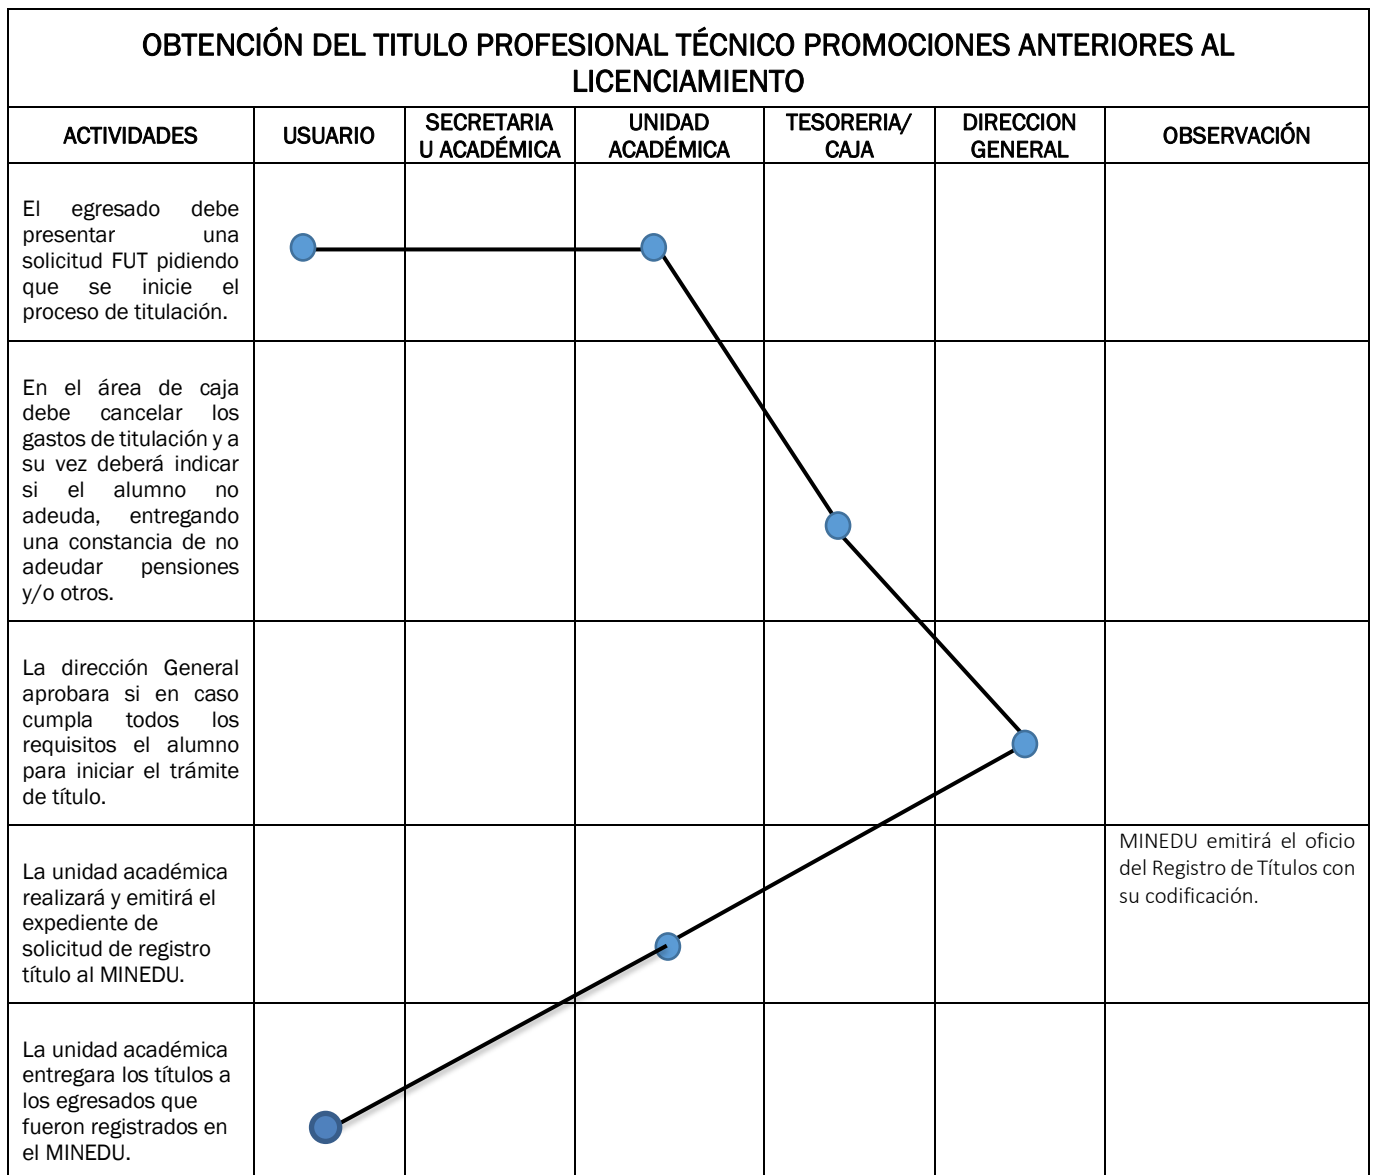 OBTENCIÓN DEL TITULO PROFESIONAL TÉCNICO PROMOCIONES ANTERIORES AL
LICENCIAMIENTO
ACTIVIDADES
USUARIO
SECRETARIA
U ACADÉMICA
UNIDAD
ACADÉMICA
TESORERIA/
CAJA
DIRECCION
GENERAL
OBSERVACIÓN
El egresado debe
presentar una
solicitud FUT pidiendo
que se inicie el
proceso de titulación.
En el área de caja
debe cancelar los
gastos de titulación y a
su vez deberá indicar
si el alumno no
adeuda, entregando
una constancia de no
adeudar pensiones
y/o otros.
La dirección General
aprobara si en caso
cumpla todos los
requisitos el alumno
para iniciar el trámite
de título.
La unidad académica
realizará y emitirá el
expediente de
solicitud de registro
título al MINEDU.
MINEDU emitirá el oficio
del Registro de Títulos con
su codificación.
La unidad académica
entregara los títulos a
los egresados que
fueron registrados en
el MINEDU.